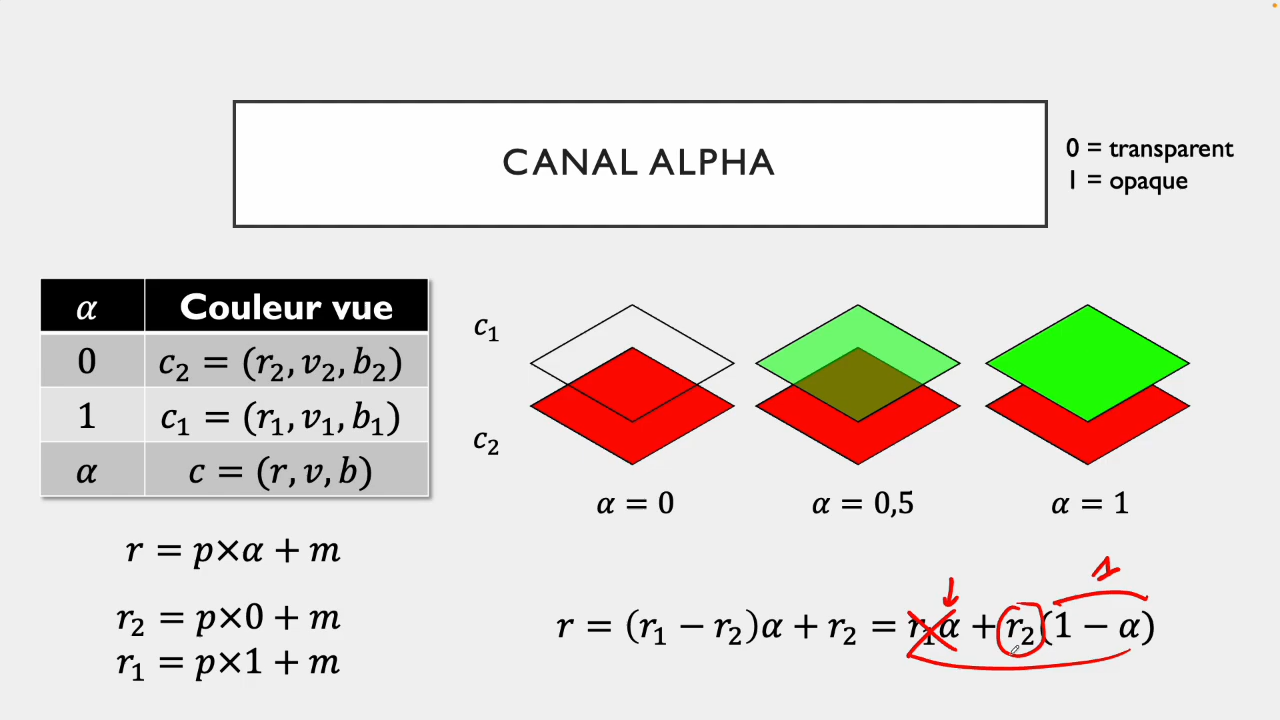 CANAL ALPHA
0 = transparent
1 = opaque
α Couleur vue
0 c₂ = (r₂, v₂, b₂)
1 c₁ = (r₁, v₁, b₁)
α c = (r, v, b)
c₁
c₂
α = 0 α = 0,5 α = 1
r = p×α + m
r₂ = p×0 + m
r₁ = p×1 + m
1
r = (r₁ − r₂)α + r₂ = r₁α + r₂(1 − α)